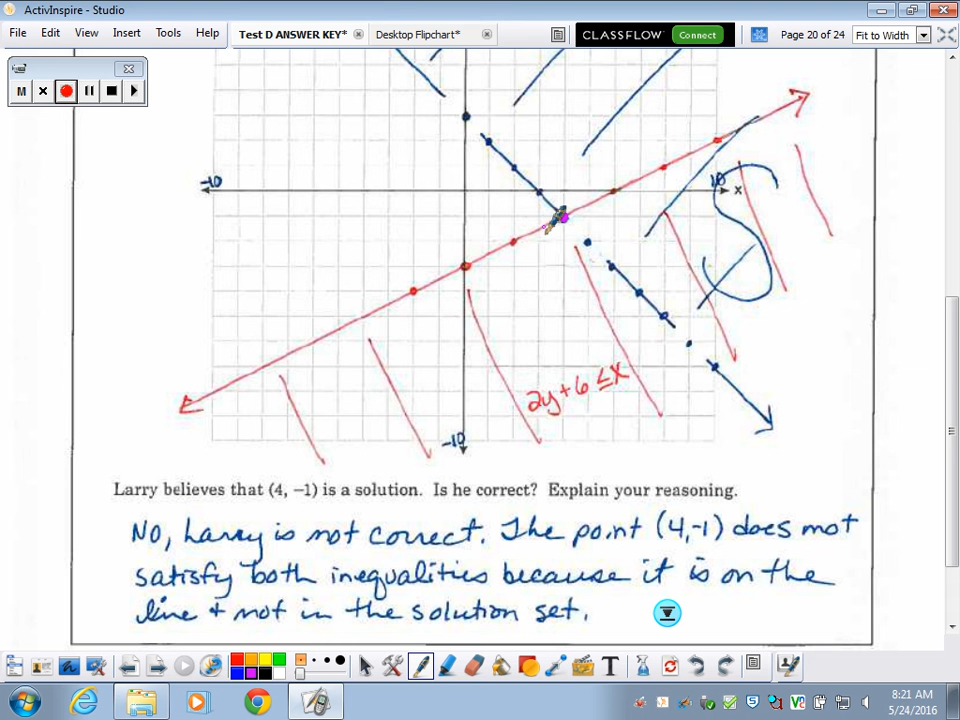 ActivInspire - Studio
File Edit View Insert Tools Help
Test D ANSWER KEY* Desktop Flipchart*
CLASSFLOW Connect
Page 20 of 24 Fit to Width
M
-10
10 x
S
2y+6 ≤ x
-10
Larry believes that (4, −1) is a solution. Is he correct? Explain your reasoning.
No, Larry is not correct. The point (4,-1) does not
satisfy both inequalities because it is on the
line + not in the solution set.
T
8:21 AM
5/24/2016